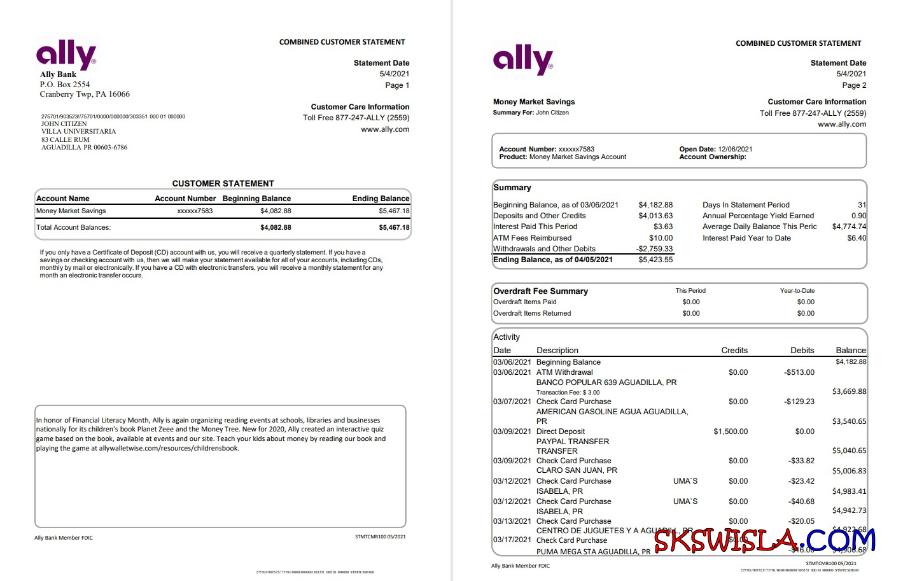 ally
Ally Bank
P.O. Box 2554
Cranberry Twp, PA 16066
COMBINED CUSTOMER STATEMENT
Statement Date
5/4/2021
Page 1
Customer Care Information
Toll Free 877-247-ALLY (2559)
www.ally.com
JOHN CITIZEN
VILLA UNIVERSITARIA
83 CALLE RUM
AGUADILLA PR 00603-6786
CUSTOMER STATEMENT
Account Name Account Number Beginning Balance Ending Balance
Money Market Savings xxxxxx7583 $4,082.88 $5,467.18
Total Account Balances: $4,082.88 $5,467.18
If you only have a Certificate of Deposit (CD) account with us, you will receive a quarterly statement. If you have a
savings or checking account with us, then we will make your statement available for all of your accounts, including CDs,
monthly by mail or electronically. If you have a CD with electronic transfers, you will receive a monthly statement for any
month an electronic transfer occurs.
In honor of Financial Literacy Month, Ally is again organizing reading events at schools, libraries and businesses
nationally for its children's book Planet Zeee and the Money Tree. New for 2020, Ally created an interactive quiz
game based on the book, available at events and our site. Teach your kids about money by reading our book and
playing the game at allywalletwise.com/resources/childrensbook.
Ally Bank Member FDIC STMTCMB100 05/2021
ally
COMBINED CUSTOMER STATEMENT
Statement Date
5/4/2021
Page 2
Money Market Savings
Summary For: John Citizen
Customer Care Information
Toll Free 877-247-ALLY (2559)
www.ally.com
Account Number: xxxxxx7583 Open Date: 12/06/2021
Product: Money Market Savings Account Account Ownership:
Summary
Beginning Balance, as of 03/06/2021 $4,182.88 Days In Statement Period 31
Deposits and Other Credits $4,013.63 Annual Percentage Yield Earned 0.90
Interest Paid This Period $3.63 Average Daily Balance This Peric $4,774.74
ATM Fees Reimbursed $10.00 Interest Paid Year to Date $6.40
Withdrawals and Other Debits -$2,759.33
Ending Balance, as of 04/05/2021 $5,423.55
Overdraft Fee Summary This Period Year-to-Date
Overdraft Items Paid $0.00 $0.00
Overdraft Items Returned $0.00 $0.00
Activity
Date Description Credits Debits Balance
03/06/2021 Beginning Balance $4,182.88
03/06/2021 ATM Withdrawal $0.00 -$513.00
BANCO POPULAR 639 AGUADILLA, PR
Transaction Fee: $ 3.00 $3,669.88
03/07/2021 Check Card Purchase $0.00 -$129.23
AMERICAN GASOLINE AGUA AGUADILLA,
PR $3,540.65
03/09/2021 Direct Deposit $1,500.00 $0.00
PAYPAL TRANSFER
TRANSFER $5,040.65
03/09/2021 Check Card Purchase $0.00 -$33.82
CLARO SAN JUAN, PR $5,006.83
03/12/2021 Check Card Purchase UMA`S $0.00 -$23.42
ISABELA, PR $4,983.41
03/12/2021 Check Card Purchase UMA`S $0.00 -$40.68
ISABELA, PR $4,942.73
03/13/2021 Check Card Purchase $0.00 -$20.05
CENTRO DE JUGUETES Y A
03/17/2021 Check Card Purchase
PUMA MEGA STA AGUADILLA, PR
SKSWISLA.COM
Ally Bank Member FDIC STMTCMB100 05/2021